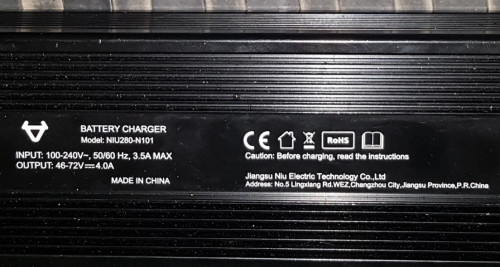 BATTERY CHARGER
Model: NIU280-N101
INPUT: 100-240V~, 50/60 Hz, 3.5A MAX
OUTPUT: 46-72V⎓4.0A
MADE IN CHINA
CE RoHS
Caution: Before charging, read the instructions
Jiangsu Niu Electric Technology Co.,Ltd
Address: No.5 Lingxiang Rd.WEZ,Changzhou City,Jiangsu Province,P.R.China